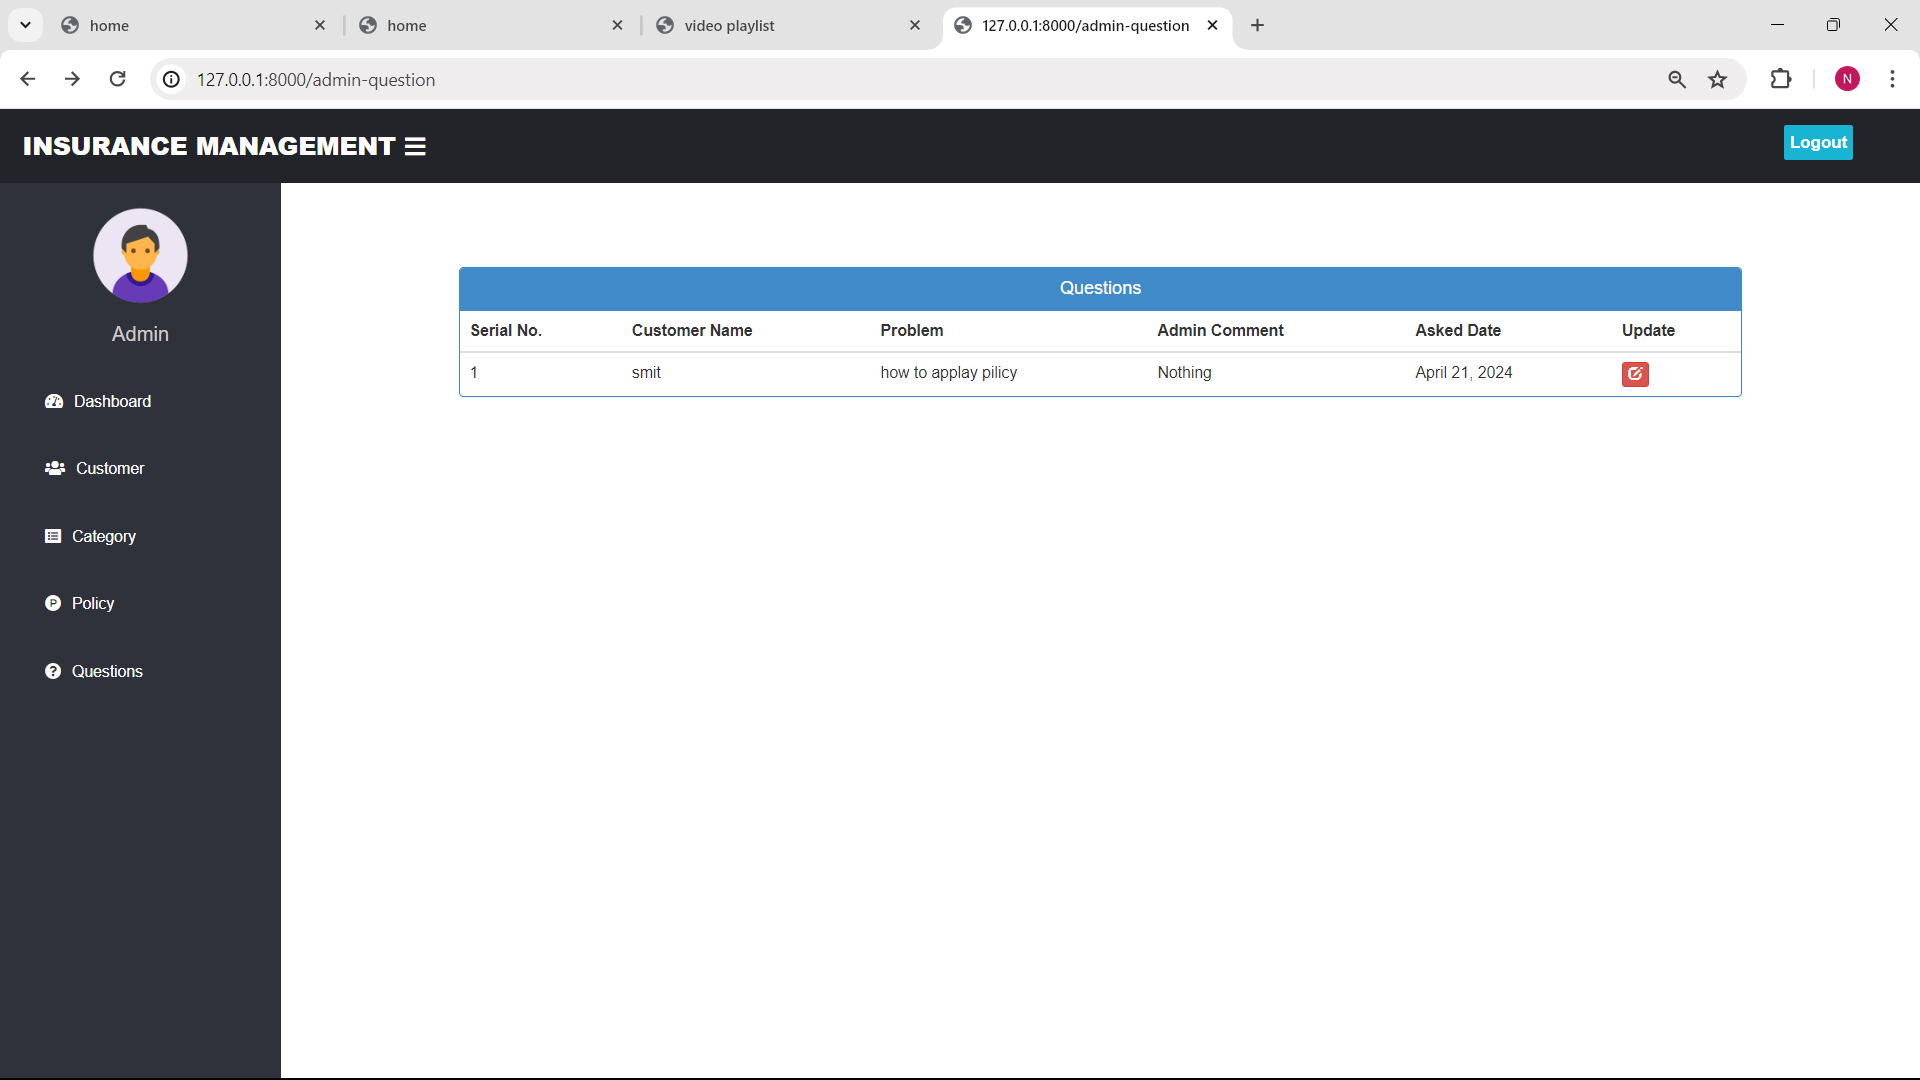 home
home
video playlist
127.0.0.1:8000/admin-question
127.0.0.1:8000/admin-question
N
INSURANCE MANAGEMENT
Logout
Admin
Dashboard
Customer
Category
P Policy
? Questions
Questions
Serial No. Customer Name Problem Admin Comment Asked Date Update
1 smit how to applay pilicy Nothing April 21, 2024